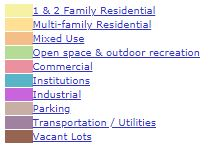 1 & 2 Family Residential
Multi-family Residential
Mixed Use
Open space & outdoor recreation
Commercial
Institutions
Industrial
Parking
Transportation / Utilities
Vacant Lots